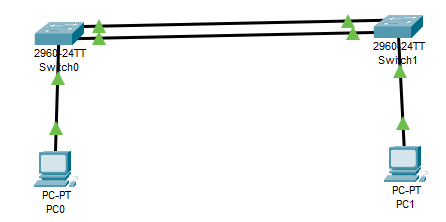 2960-24TT
Switch0
2960-24TT
Switch1
PC-PT
PC0
PC-PT
PC1